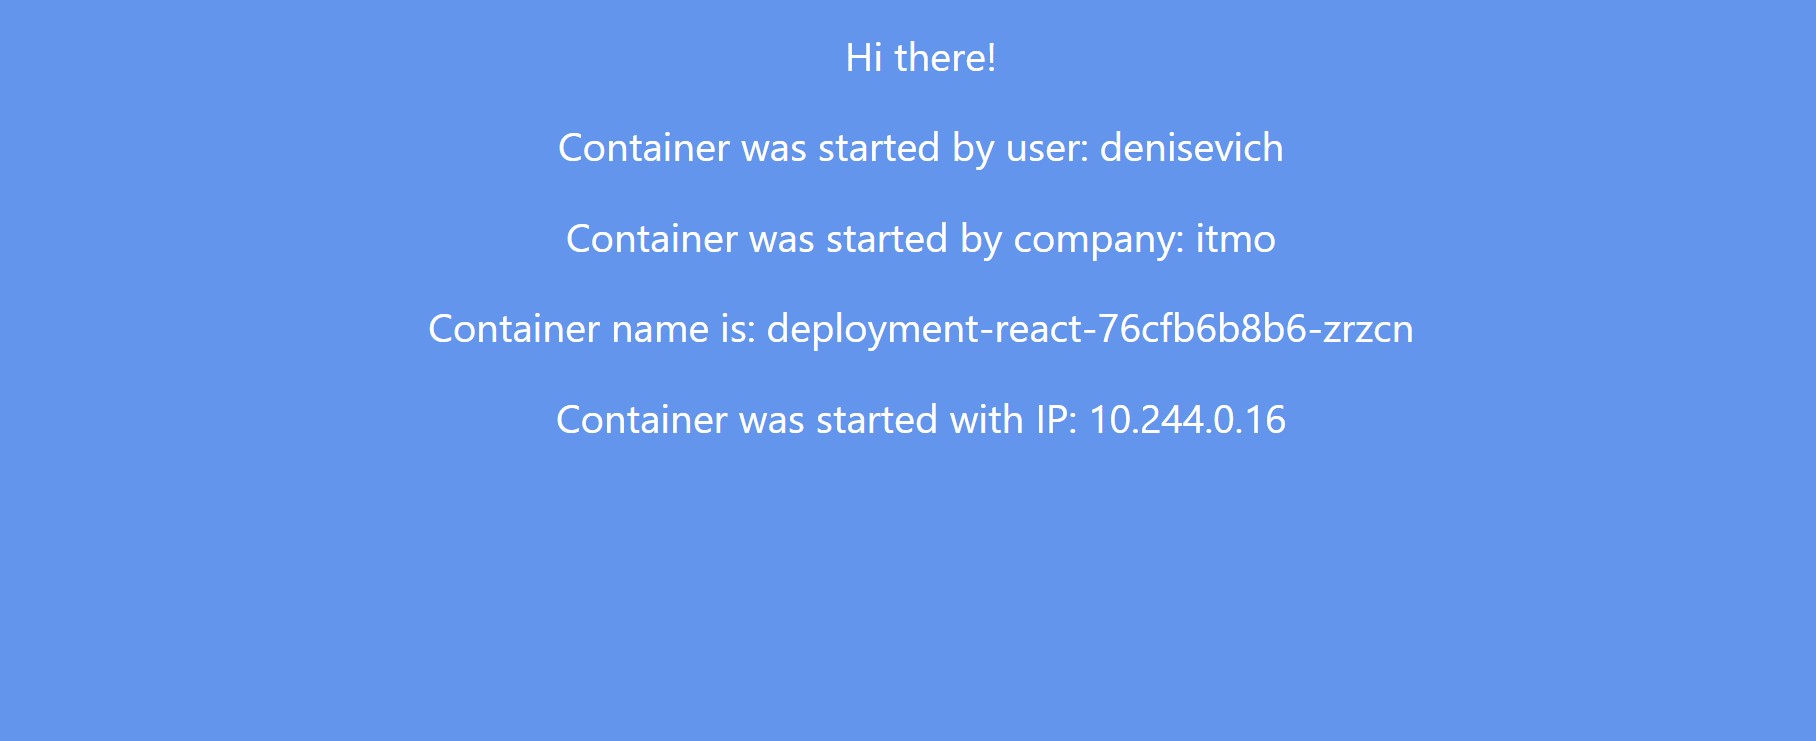 Hi there!
Container was started by user: denisevich
Container was started by company: itmo
Container name is: deployment-react-76cfb6b8b6-zrzcn
Container was started with IP: 10.244.0.16